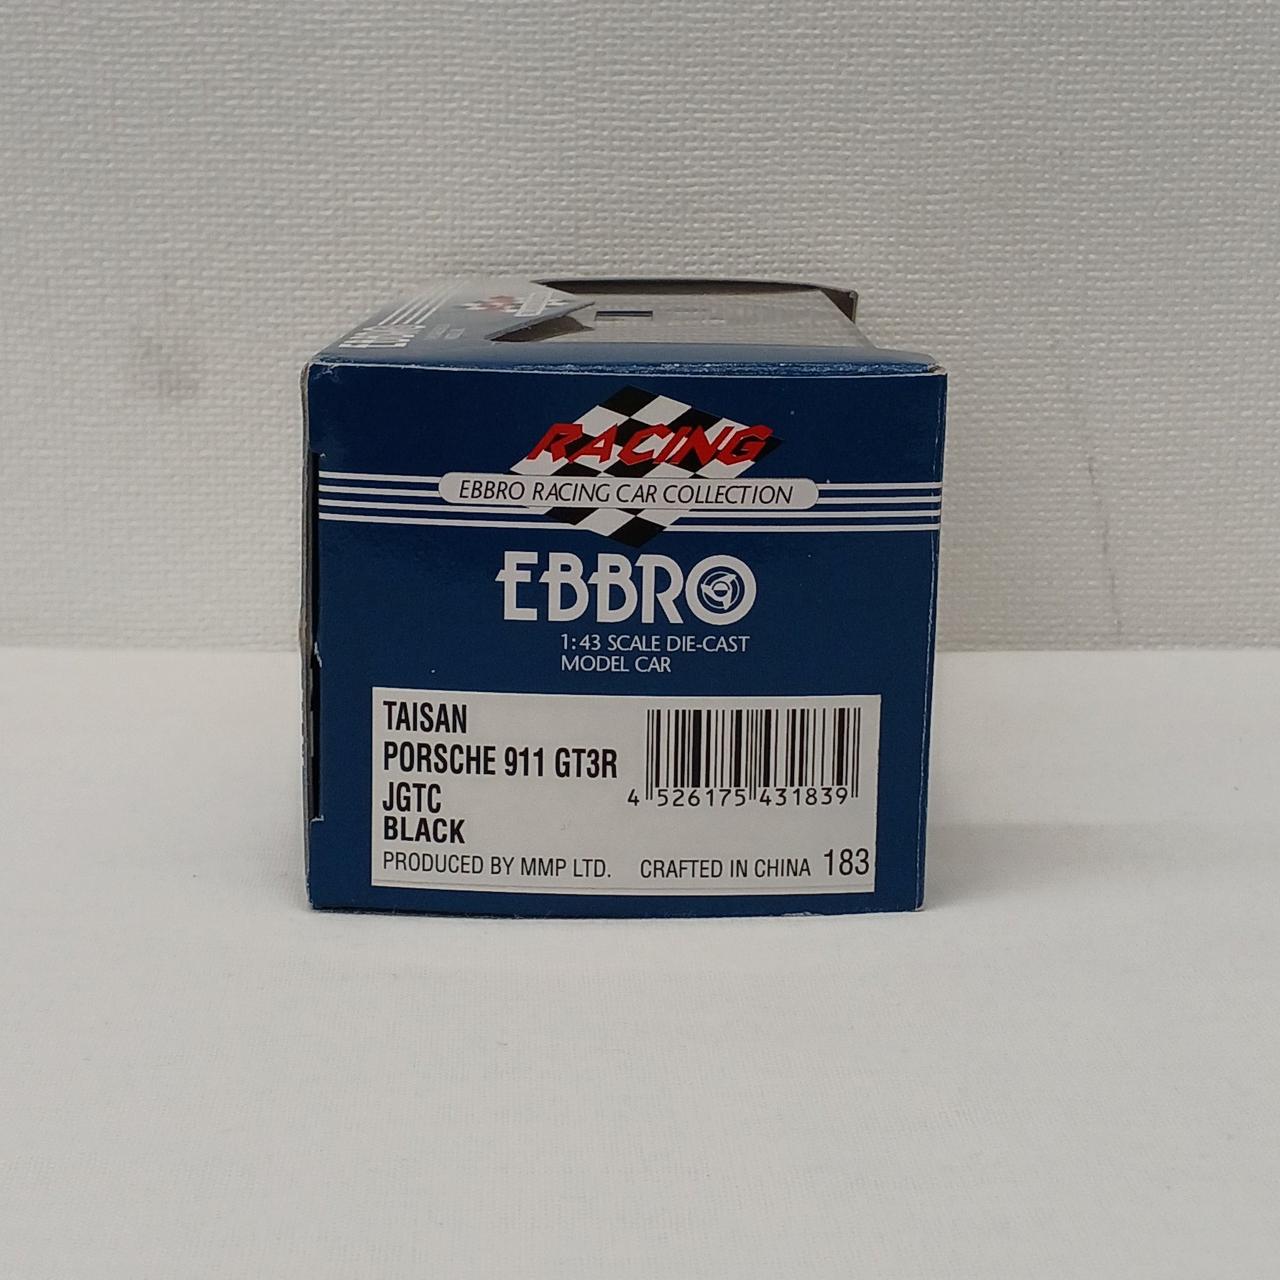 EBBRO
RACING
EBBRO RACING CAR COLLECTION
EBBRO
1:43 SCALE DIE-CAST
MODEL CAR
TAISAN
PORSCHE 911 GT3R
JGTC
BLACK
4 526175 431839
PRODUCED BY MMP LTD. CRAFTED IN CHINA 183